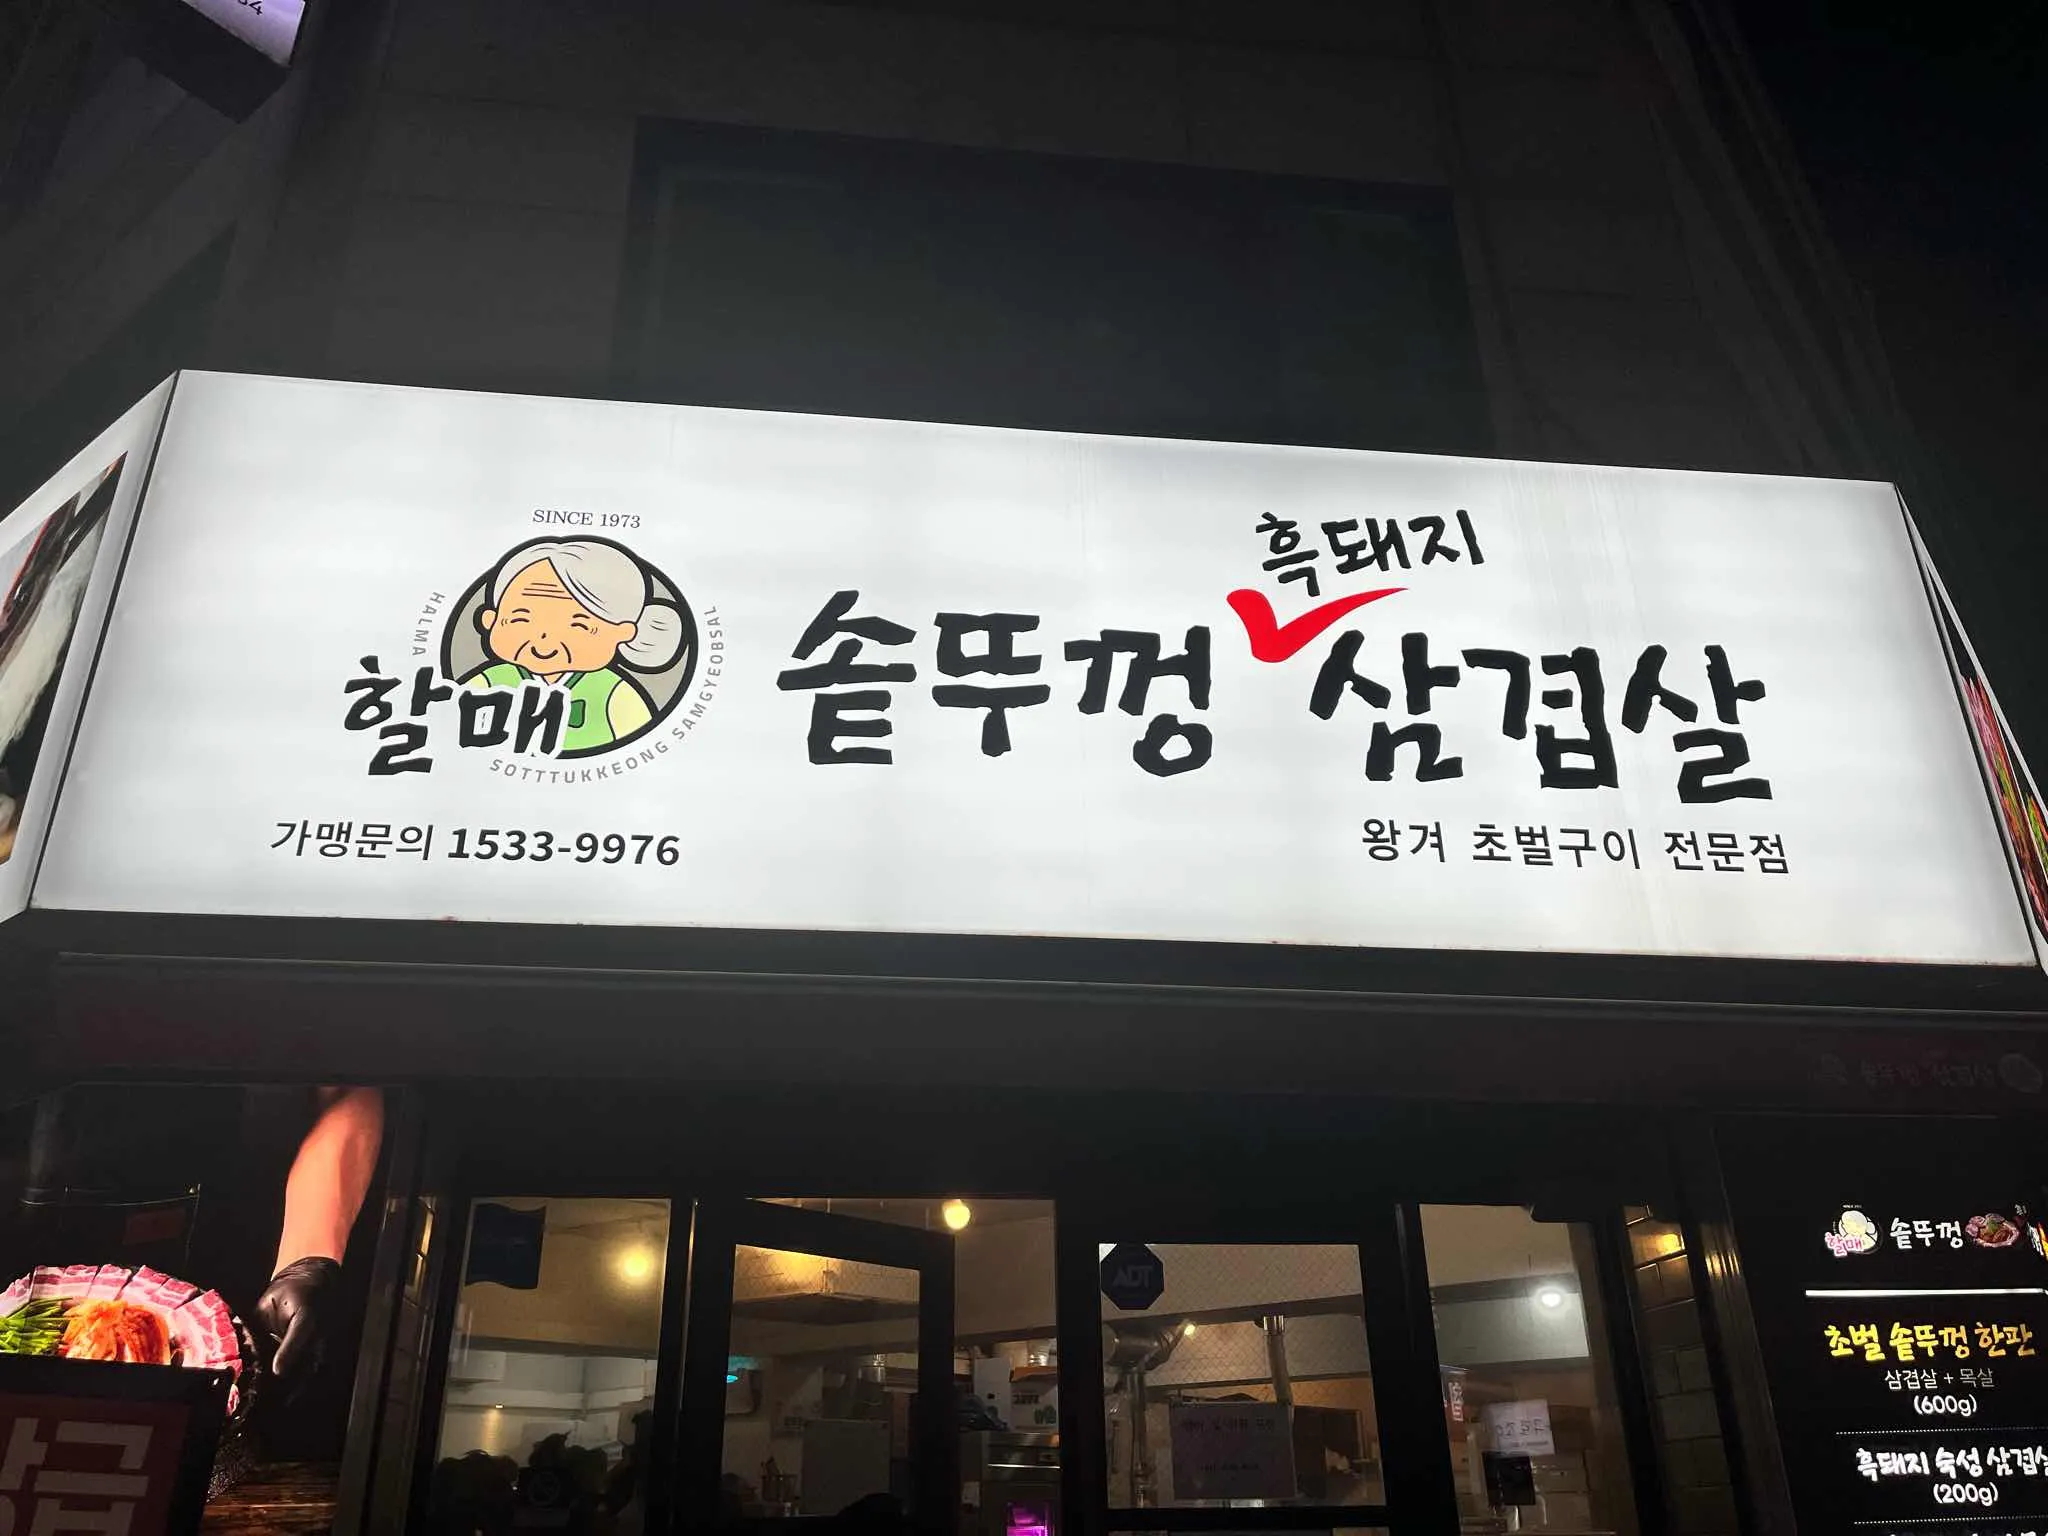 SINCE 1973
HALMA
할매
SOTTTUKKEONG SAMGYEOBSAL
흑돼지
솥뚜껑 삼겹살
가맹문의 1533-9976
왕겨 초벌구이 전문점
ADT
할매 솥뚜껑
초벌 솥뚜껑 한판
삼겹살 + 목살
(600g)
흑돼지 숙성 삼겹살
(200g)